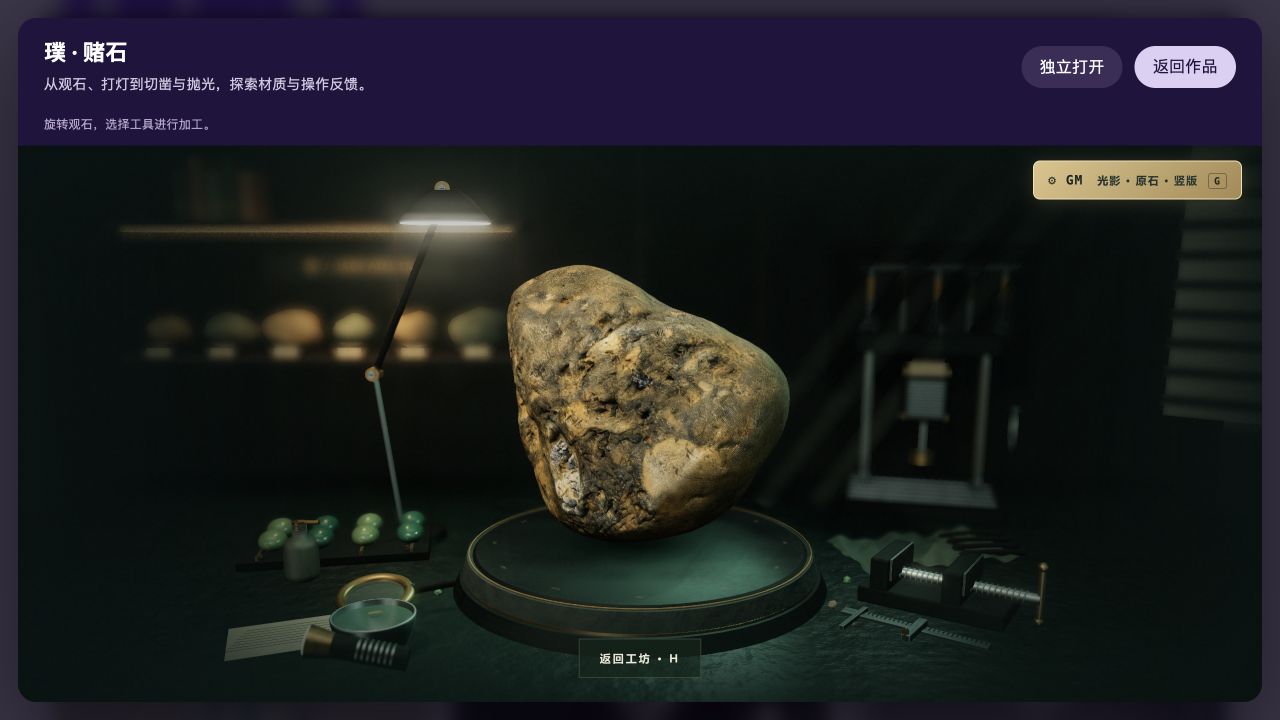 璞·赌石
从观石、打灯到切凿与抛光，探索材质与操作反馈。
旋转观石，选择工具进行加工。
独立打开
返回作品
⚙ GM 光影・原石・竖版 G
返回工坊・H